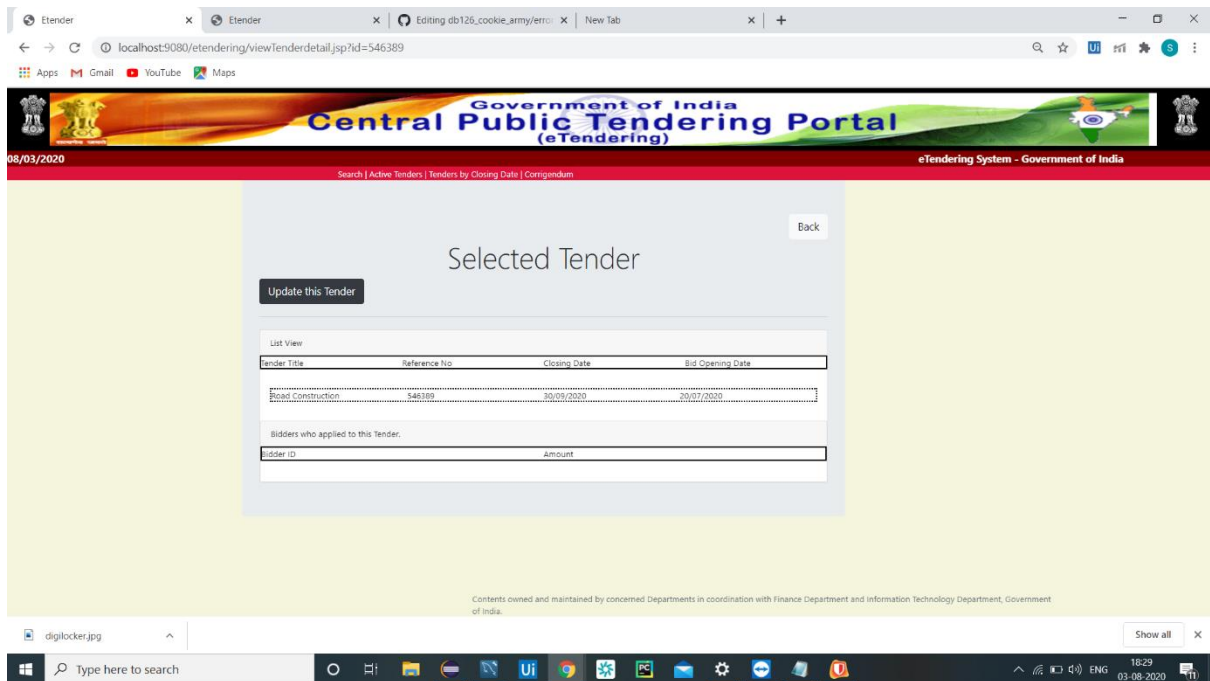 Etender
Etender
Editing db126_cookie_army/error
New Tab
localhost:9080/etendering/viewTenderdetail.jsp?id=546389
Apps Gmail YouTube Maps
Government of India
Central Public Tendering Portal
(eTendering)
08/03/2020 eTendering System - Government of India
Search | Active Tenders | Tenders by Closing Date | Corrigendum
Back
Selected Tender
Update this Tender
List View
Tender Title Reference No Closing Date Bid Opening Date
Road Construction 546389 30/09/2020 20/07/2020
Bidders who applied to this Tender.
Bidder ID Amount
Contents owned and maintained by concerned Departments in coordination with Finance Department and Information Technology Department, Government
of India.
digilocker.jpg Show all
Type here to search
ENG
18:29
03-08-2020